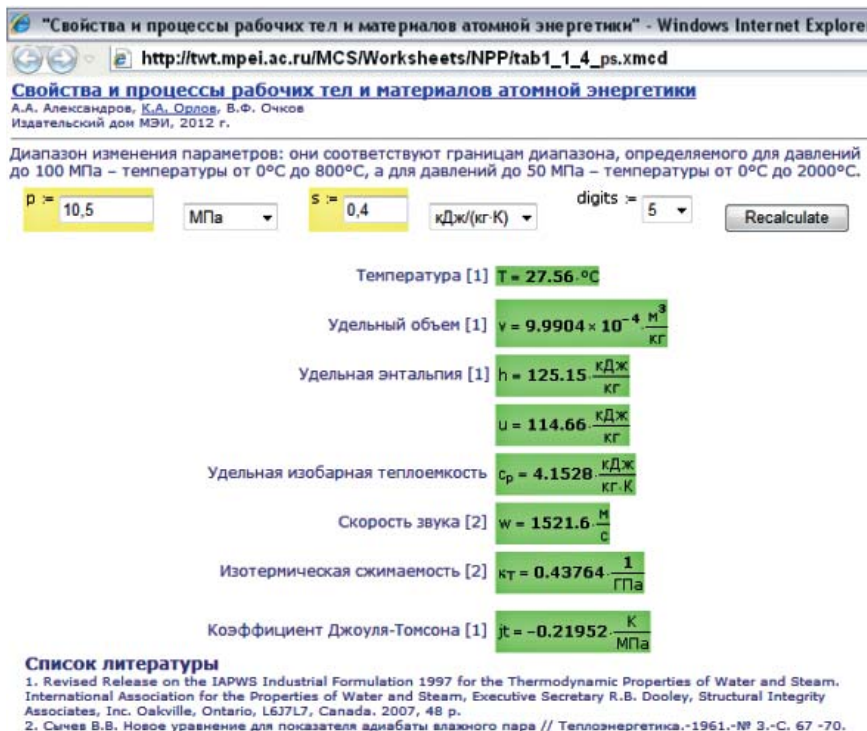 "Свойства и процессы рабочих тел и материалов атомной энергетики" - Windows Internet Explore
http://twt.mpei.ac.ru/MCS/Worksheets/NPP/tab1_1_4_ps.xmcd
Свойства и процессы рабочих тел и материалов атомной энергетики
А.А. Александров, К.А. Орлов, В.Ф. Очков
Издательский дом МЭИ, 2012 г.
Диапазон изменения параметров: они соответствуют границам диапазона, определяемого для давлений
до 100 МПа – температуры от 0°C до 800°C, а для давлений до 50 МПа – температуры от 0°C до 2000°C.
p := 10,5 МПа s := 0,4 кДж/(кг·К) digits := 5 Recalculate
Температура [1] T = 27.56·°C
Удельный объем [1] v = 9.9904 × 10⁻⁴·м³/кг
Удельная энтальпия [1] h = 125.15·кДж/кг
u = 114.66·кДж/кг
Удельная изобарная теплоемкость cp = 4.1528·кДж/кг·К
Скорость звука [2] w = 1521.6·м/с
Изотермическая сжимаемость [2] κT = 0.43764·1/ГПа
Коэффициент Джоуля-Томсона [1] jt = -0.21952·К/МПа
Список литературы
1. Revised Release on the IAPWS Industrial Formulation 1997 for the Thermodynamic Properties of Water and Steam.
International Association for the Properties of Water and Steam, Executive Secretary R.B. Dooley, Structural Integrity
Associates, Inc. Oakville, Ontario, L6J7L7, Canada. 2007, 48 p.
2. Сычев В.В. Новое уравнение для показателя адиабаты влажного пара // Теплоэнергетика.-1961.-№ 3.-С. 67 -70.